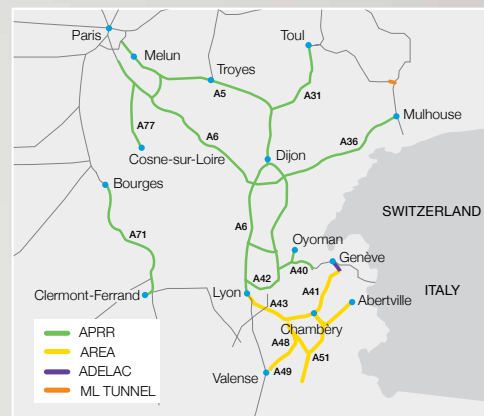 Paris
Toul
Melun
Troyes
A5
A31
A77
A6
Mulhouse
A36
Cosne-sur-Loire
Dijon
Bourges
SWITZERLAND
A6
Oyoman
A71
Genève
A42
A40
ITALY
Clermont-Ferrand
Lyon
A43
A41
Abertville
Chambéry
A48
A51
Valense
A49
APRR
AREA
ADELAC
ML TUNNEL